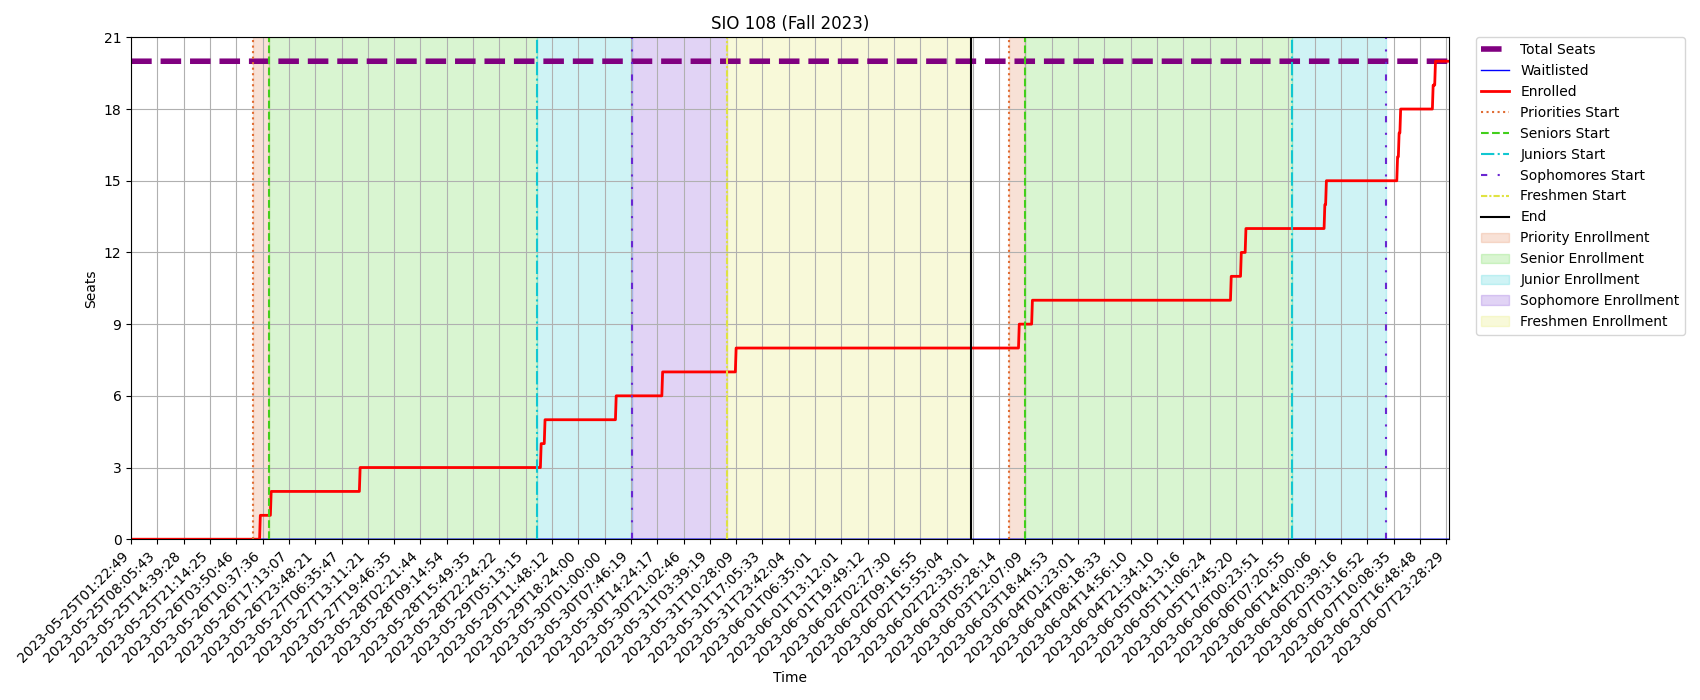 SIO 108 (Fall 2023)
21
18
15
12
9
6
3
0
Seats
2023-05-25T01:22:49
2023-05-25T08:05:43
2023-05-25T14:39:28
2023-05-25T21:14:25
2023-05-26T03:50:46
2023-05-26T10:37:36
2023-05-26T17:13:07
2023-05-26T23:48:21
2023-05-27T06:35:47
2023-05-27T13:11:21
2023-05-27T19:46:35
2023-05-28T02:21:44
2023-05-28T09:14:54
2023-05-28T15:49:35
2023-05-28T22:24:22
2023-05-29T05:13:15
2023-05-29T11:48:12
2023-05-29T18:24:00
2023-05-30T01:00:00
2023-05-30T07:46:19
2023-05-30T14:24:17
2023-05-30T21:02:46
2023-05-31T03:39:19
2023-05-31T10:28:09
2023-05-31T17:05:33
2023-05-31T23:42:04
2023-06-01T06:35:01
2023-06-01T13:12:01
2023-06-01T19:49:12
2023-06-02T02:27:30
2023-06-02T09:16:55
2023-06-02T15:55:04
2023-06-02T22:33:01
2023-06-03T05:28:14
2023-06-03T12:07:09
2023-06-03T18:44:53
2023-06-04T01:23:01
2023-06-04T08:18:33
2023-06-04T14:56:10
2023-06-04T21:34:10
2023-06-05T04:13:16
2023-06-05T11:06:24
2023-06-05T17:45:20
2023-06-06T00:23:51
2023-06-06T07:20:55
2023-06-06T14:00:06
2023-06-06T20:39:16
2023-06-07T03:16:52
2023-06-07T10:08:35
2023-06-07T16:48:48
2023-06-07T23:28:29
Time
Total Seats
Waitlisted
Enrolled
Priorities Start
Seniors Start
Juniors Start
Sophomores Start
Freshmen Start
End
Priority Enrollment
Senior Enrollment
Junior Enrollment
Sophomore Enrollment
Freshmen Enrollment